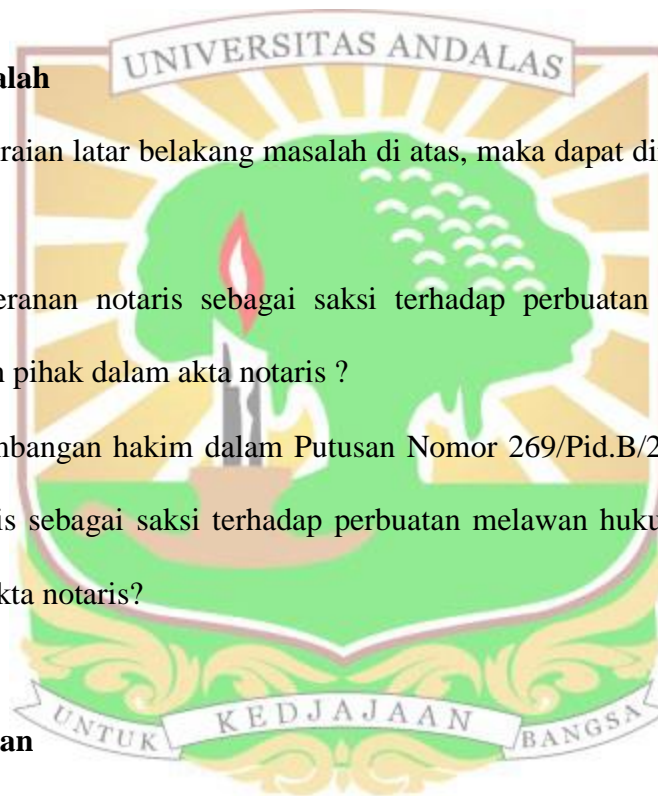 UNIVERSITAS ANDALAS
alah
raian latar belakang masalah di atas, maka dapat di
eranan notaris sebagai saksi terhadap perbuatan
pihak dalam akta notaris ?
mbangan hakim dalam Putusan Nomor 269/Pid.B/2
is sebagai saksi terhadap perbuatan melawan huku
kta notaris?
UNTUK KEDJAJAAN BANGSA
an